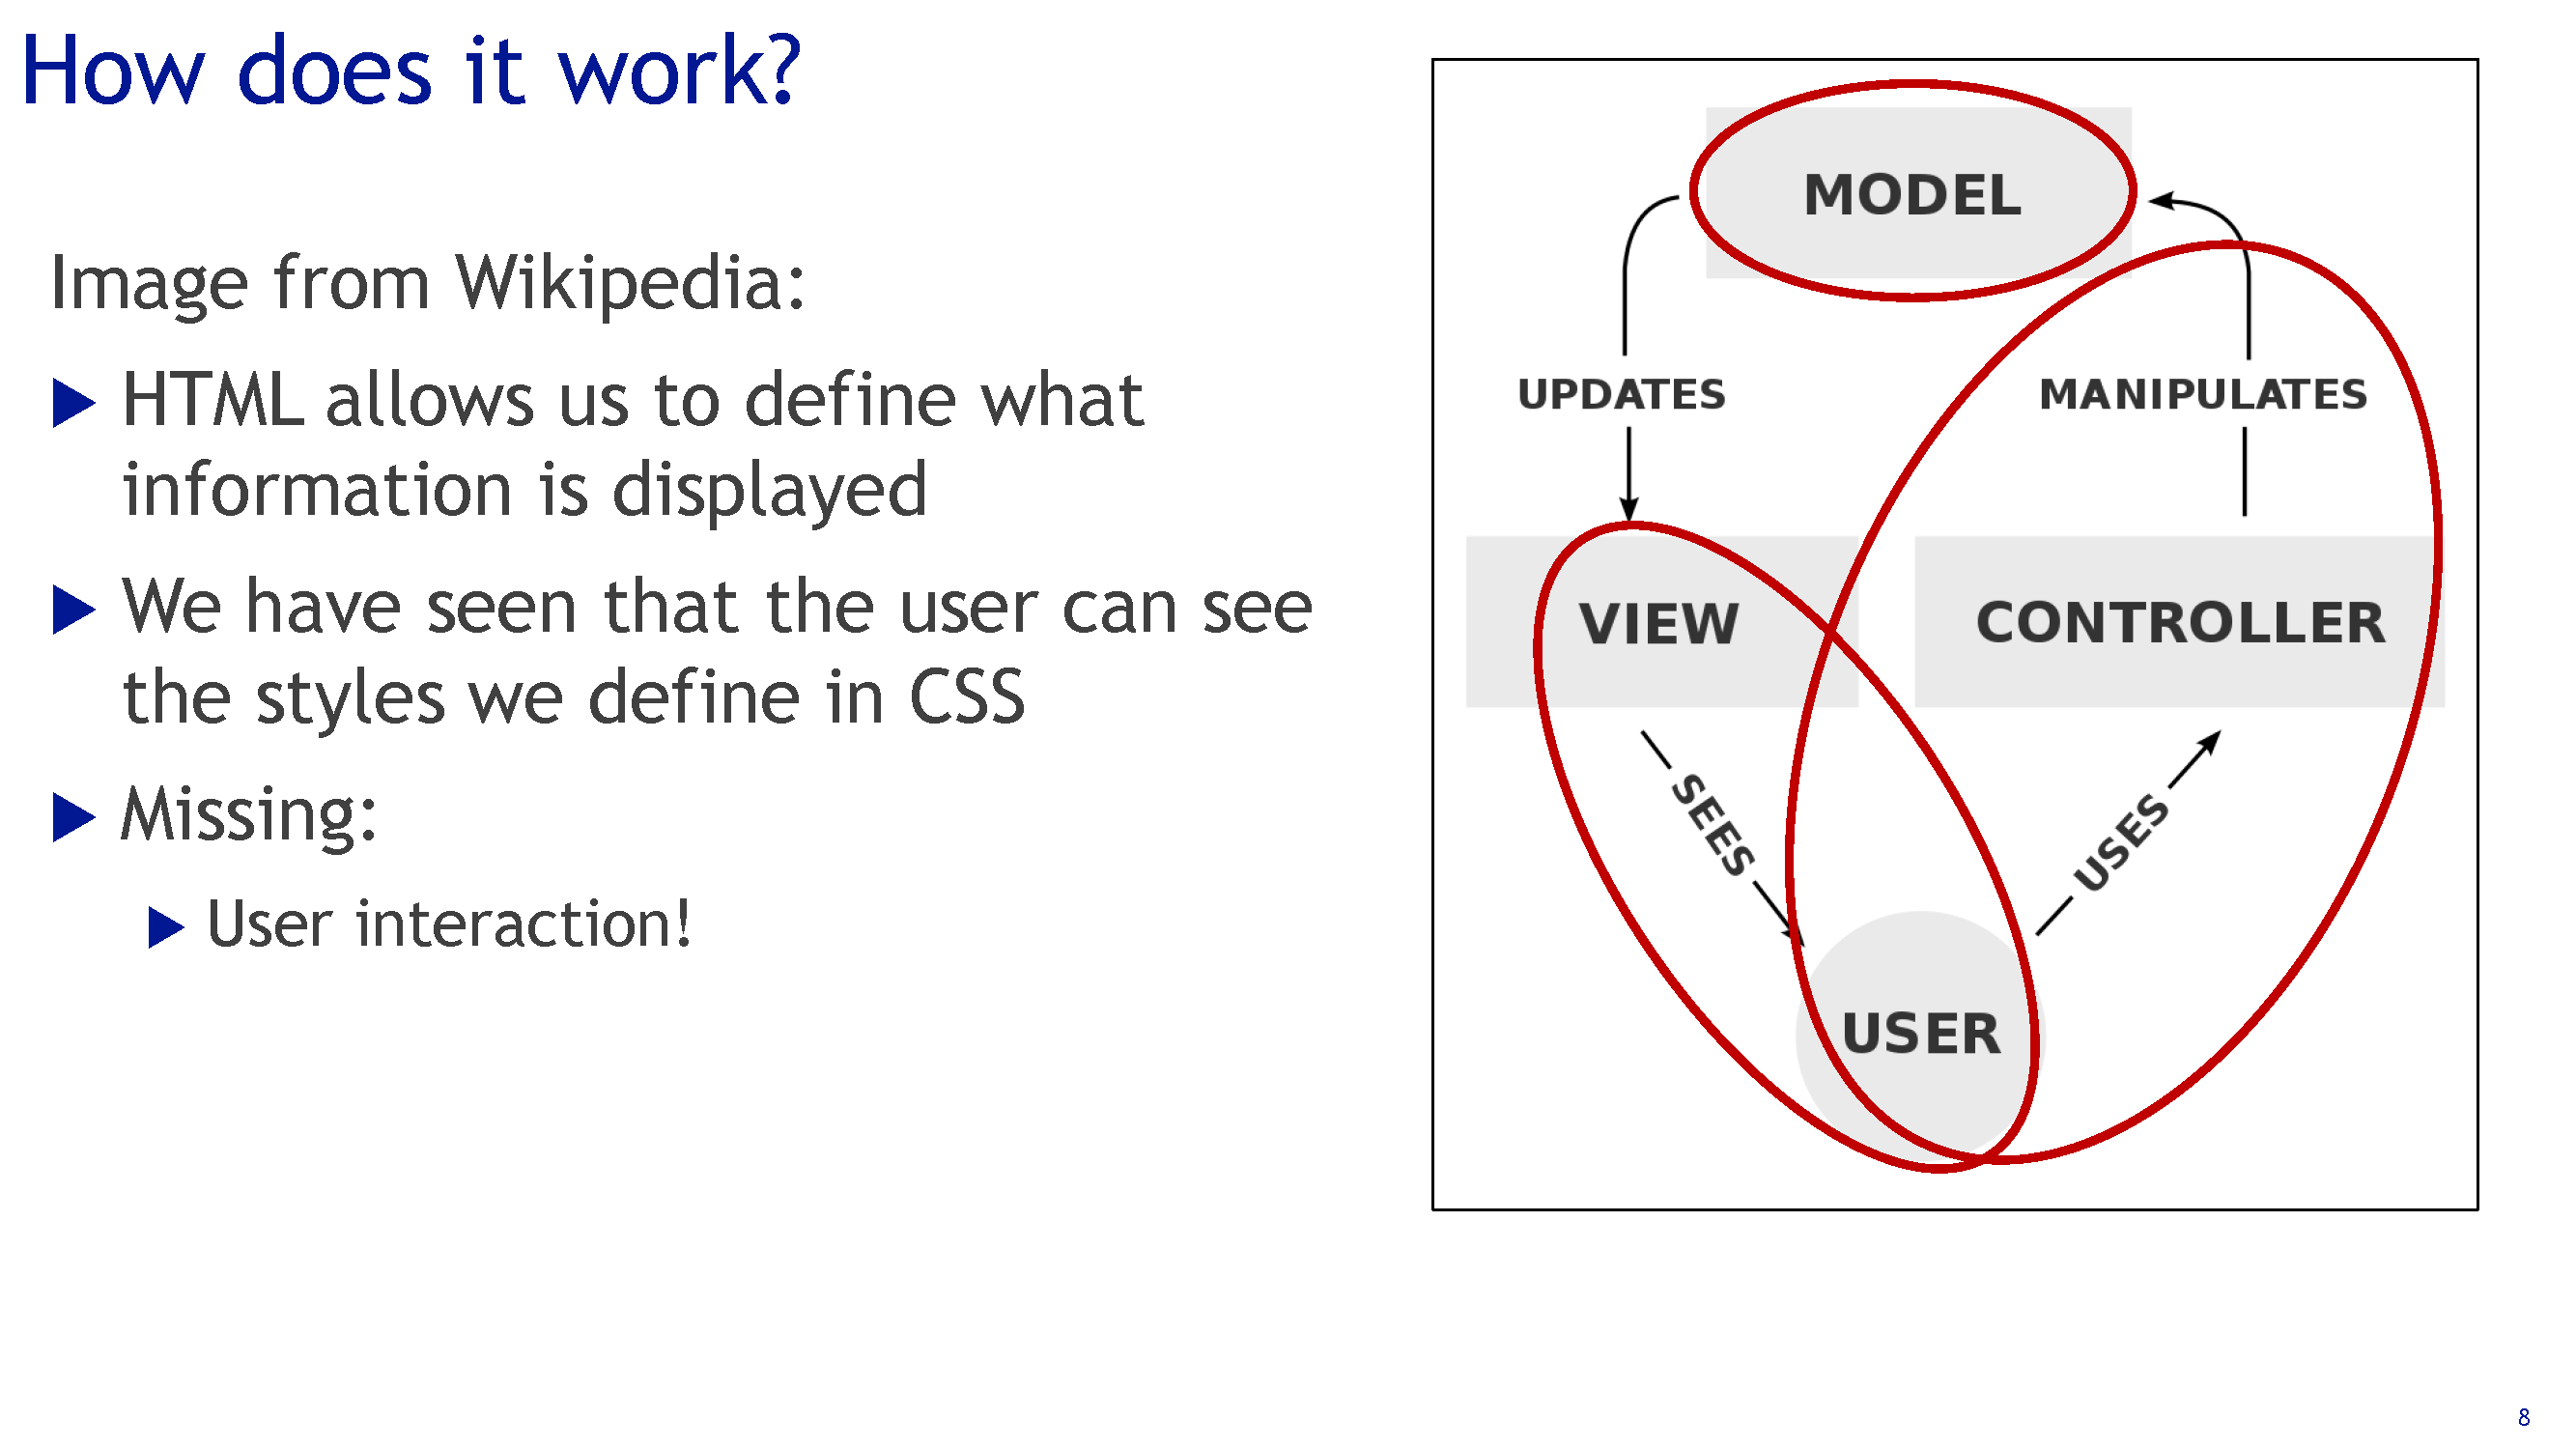 How does it work?
Image from Wikipedia:
HTML allows us to define what
information is displayed
We have seen that the user can see
the styles we define in CSS
Missing:
User interaction!
MODEL
UPDATES
MANIPULATES
VIEW
CONTROLLER
SEES
USES
USER
8